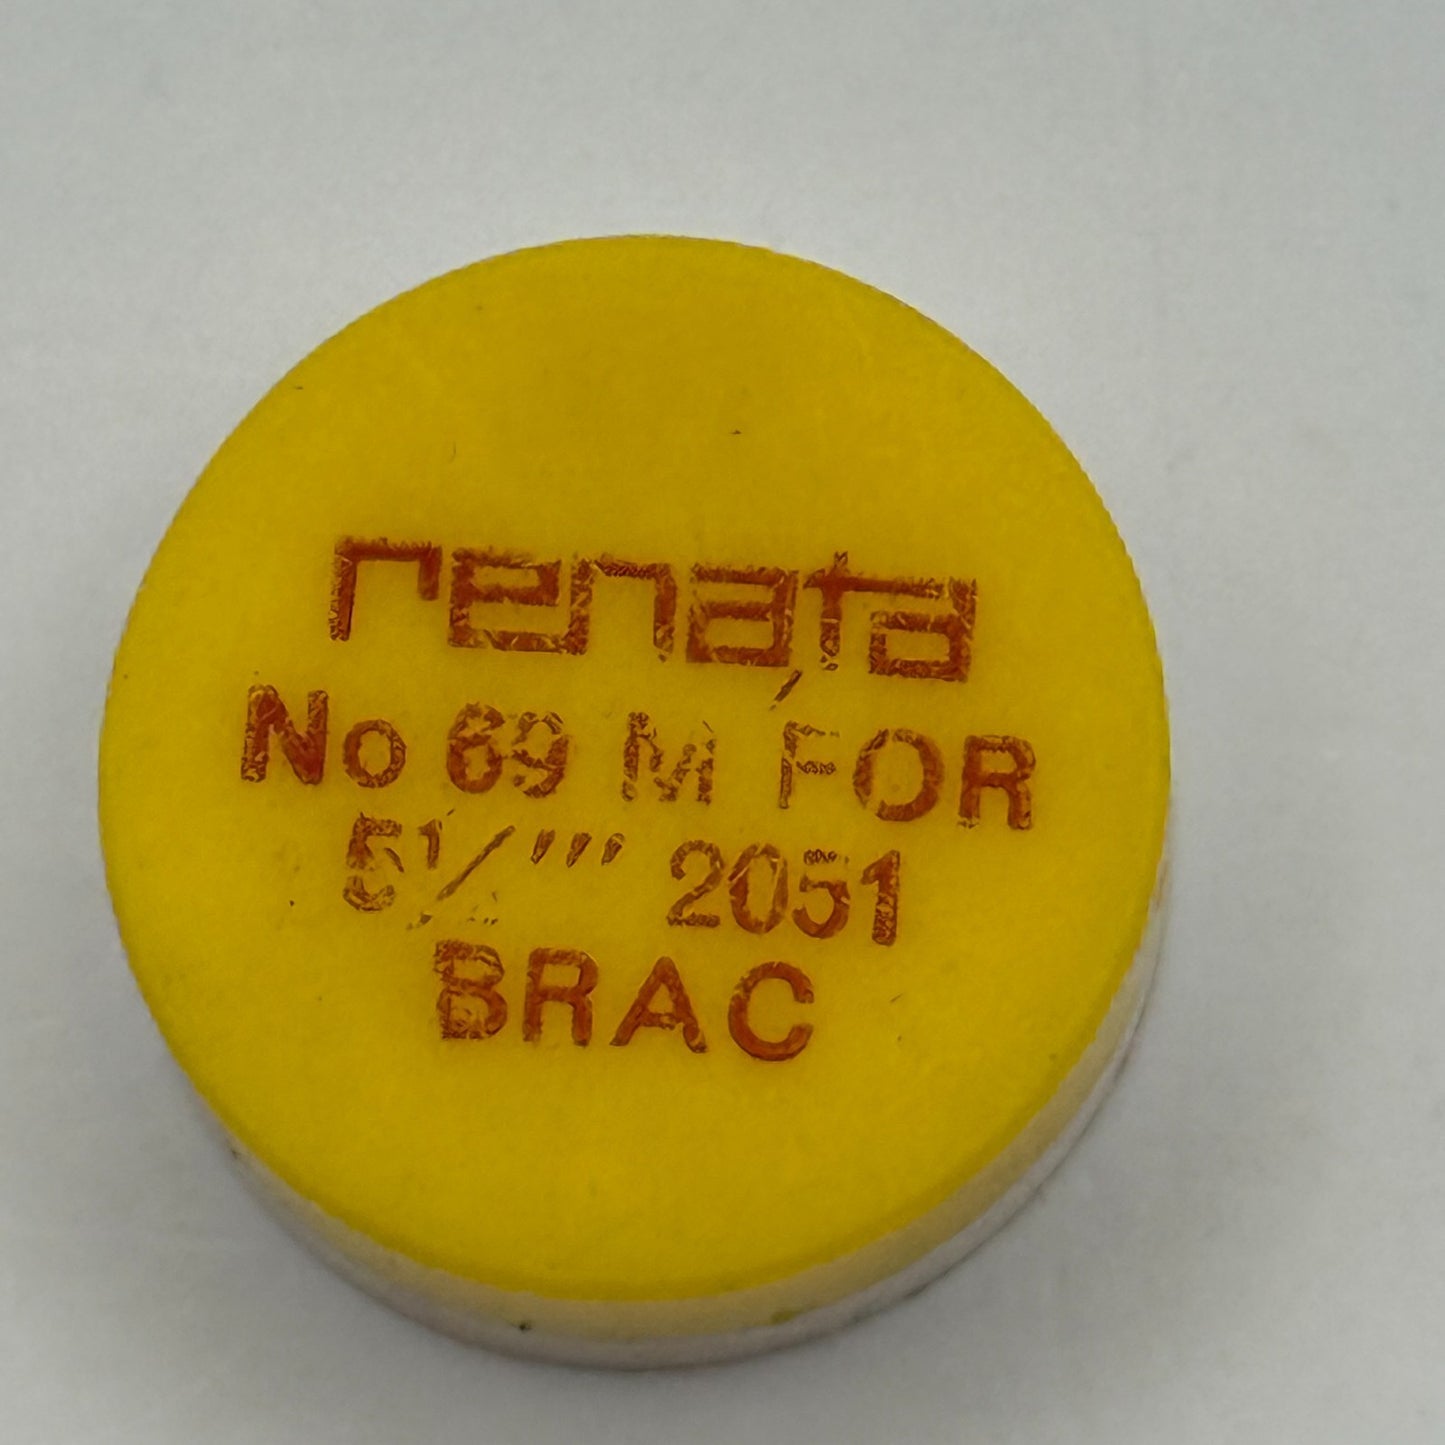 renata
No 69 M FOR
5½''' 2051
BRAC